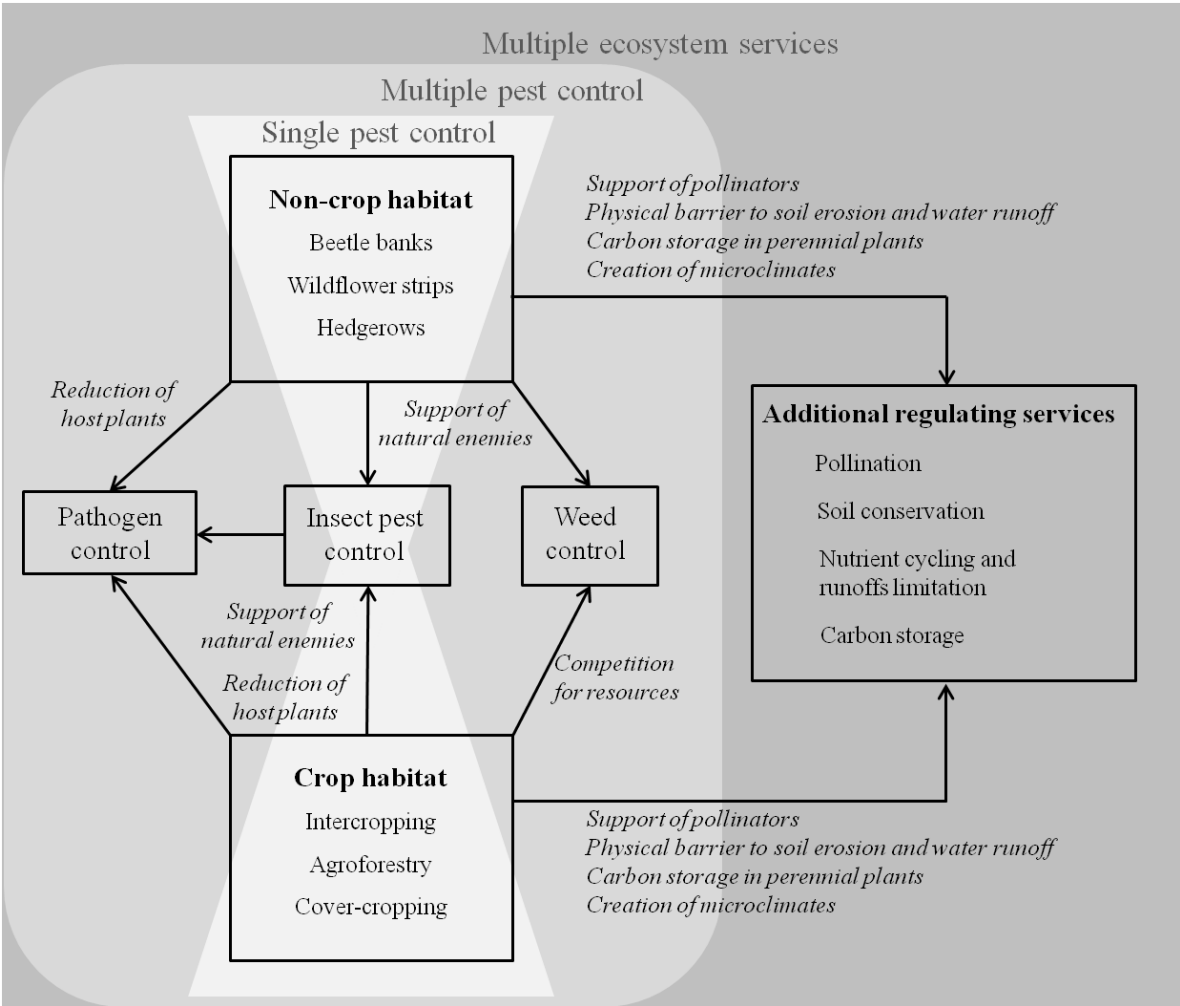 Multiple ecosystem services
Multiple pest control
Single pest control
Non-crop habitat
Beetle banks
Wildflower strips
Hedgerows
Support of pollinators
Physical barrier to soil erosion and water runoff
Carbon storage in perennial plants
Creation of microclimates
Reduction of
host plants
Support of
natural enemies
Additional regulating services
Pollination
Soil conservation
Nutrient cycling and
runoffs limitation
Carbon storage
Pathogen
control
Insect pest
control
Weed
control
Support of
natural enemies
Reduction of
host plants
Competition
for resources
Crop habitat
Intercropping
Agroforestry
Cover-cropping
Support of pollinators
Physical barrier to soil erosion and water runoff
Carbon storage in perennial plants
Creation of microclimates